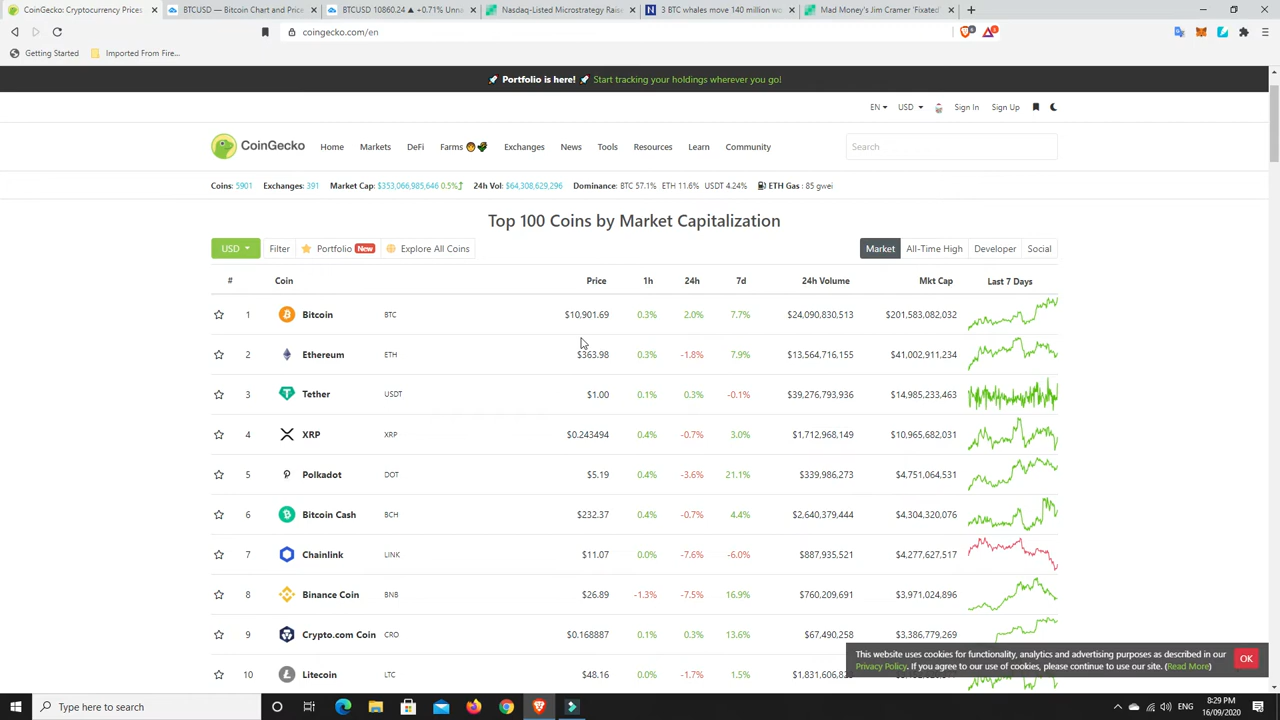 CoinGecko: Cryptocurrency Prices
BTCUSD — Bitcoin Chart and Price
BTCUSD 10860.24 ▲ +0.71% Unna
Nasdaq-Listed Microstrategy Raise
3 BTC whales move 140 million wo
Mad Money's Jim Cramer 'Fixated'
coingecko.com/en
Getting Started
Imported From Fire...
🚀 Portfolio is here! 🚀 Start tracking your holdings wherever you go!
EN USD Sign In Sign Up
CoinGecko Home Markets DeFi Farms Exchanges News Tools Resources Learn Community Search
Coins: 5901 Exchanges: 391 Market Cap: $353,066,985,646 0.5% 24h Vol: $64,308,629,296 Dominance: BTC 57.1% ETH 11.6% USDT 4.24% ETH Gas : 85 gwei
Top 100 Coins by Market Capitalization
USD Filter Portfolio New Explore All Coins Market All-Time High Developer Social
# Coin Price 1h 24h 7d 24h Volume Mkt Cap Last 7 Days
1 Bitcoin BTC $10,901.69 0.3% 2.0% 7.7% $24,090,830,513 $201,583,082,032
2 Ethereum ETH $363.98 0.3% -1.8% 7.9% $13,564,716,155 $41,002,911,234
3 Tether USDT $1.00 0.1% 0.3% -0.1% $39,276,793,936 $14,985,233,463
4 XRP XRP $0.243494 0.4% -0.7% 3.0% $1,712,968,149 $10,965,682,031
5 Polkadot DOT $5.19 0.4% -3.6% 21.1% $339,986,273 $4,751,064,531
6 Bitcoin Cash BCH $232.37 0.4% -0.7% 4.4% $2,640,379,444 $4,304,320,076
7 Chainlink LINK $11.07 0.0% -7.6% -6.0% $887,935,521 $4,277,627,517
8 Binance Coin BNB $26.89 -1.3% -7.5% 16.9% $760,209,691 $3,971,024,896
9 Crypto.com Coin CRO $0.168887 0.1% 0.3% 13.6% $67,490,258 $3,386,779,269
10 Litecoin LTC $48.16 0.0% -1.7% 1.5%
This website uses cookies for functionality, analytics and advertising purposes as described in our
Privacy Policy. If you agree to our use of cookies, please continue to use our site. (Read More)
OK
Type here to search
ENG
8:29 PM
16/09/2020